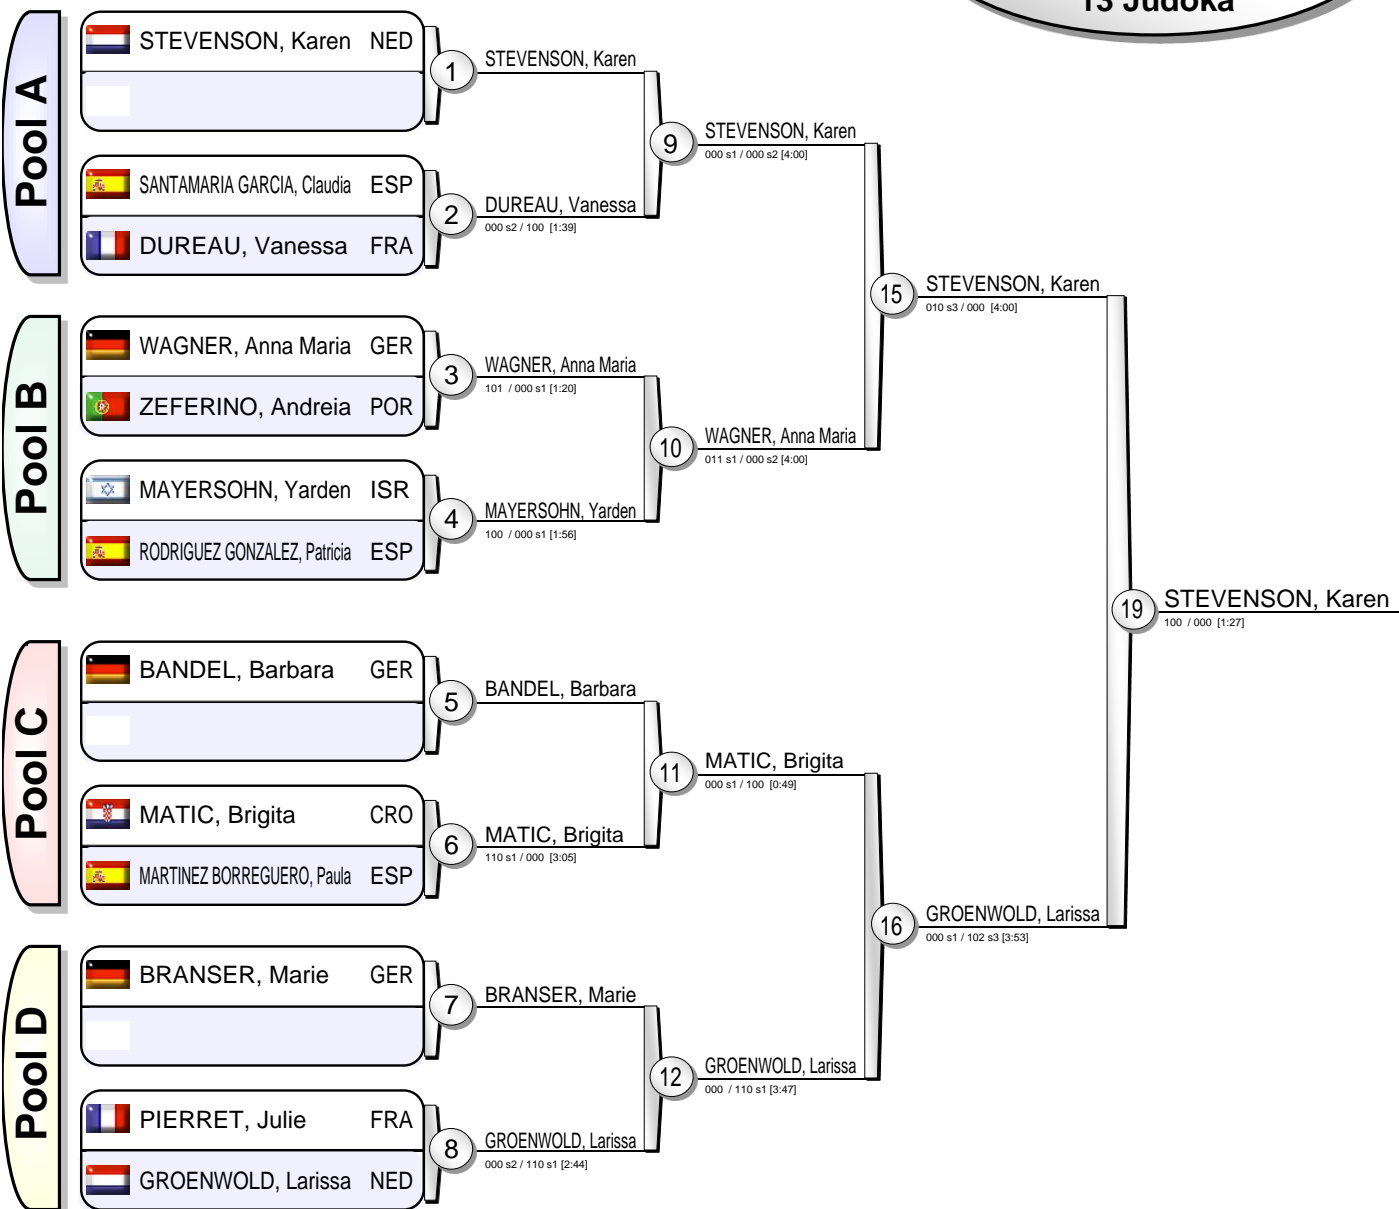 13 Judoka
Pool A
STEVENSON, Karen NED
1
STEVENSON, Karen
SANTAMARIA GARCIA, Claudia ESP
DUREAU, Vanessa FRA
2
DUREAU, Vanessa
000 s2 / 100 [1:39]
9
STEVENSON, Karen
000 s1 / 000 s2 [4:00]
Pool B
WAGNER, Anna Maria GER
ZEFERINO, Andreia POR
3
WAGNER, Anna Maria
101 / 000 s1 [1:20]
MAYERSOHN, Yarden ISR
RODRIGUEZ GONZALEZ, Patricia ESP
4
MAYERSOHN, Yarden
100 / 000 s1 [1:56]
10
WAGNER, Anna Maria
011 s1 / 000 s2 [4:00]
15
STEVENSON, Karen
010 s3 / 000 [4:00]
Pool C
BANDEL, Barbara GER
5
BANDEL, Barbara
MATIC, Brigita CRO
MARTINEZ BORREGUERO, Paula ESP
6
MATIC, Brigita
110 s1 / 000 [3:05]
11
MATIC, Brigita
000 s1 / 100 [0:49]
Pool D
BRANSER, Marie GER
7
BRANSER, Marie
PIERRET, Julie FRA
GROENWOLD, Larissa NED
8
GROENWOLD, Larissa
000 s2 / 110 s1 [2:44]
12
GROENWOLD, Larissa
000 / 110 s1 [3:47]
16
GROENWOLD, Larissa
000 s1 / 102 s3 [3:53]
19
STEVENSON, Karen
100 / 000 [1:27]